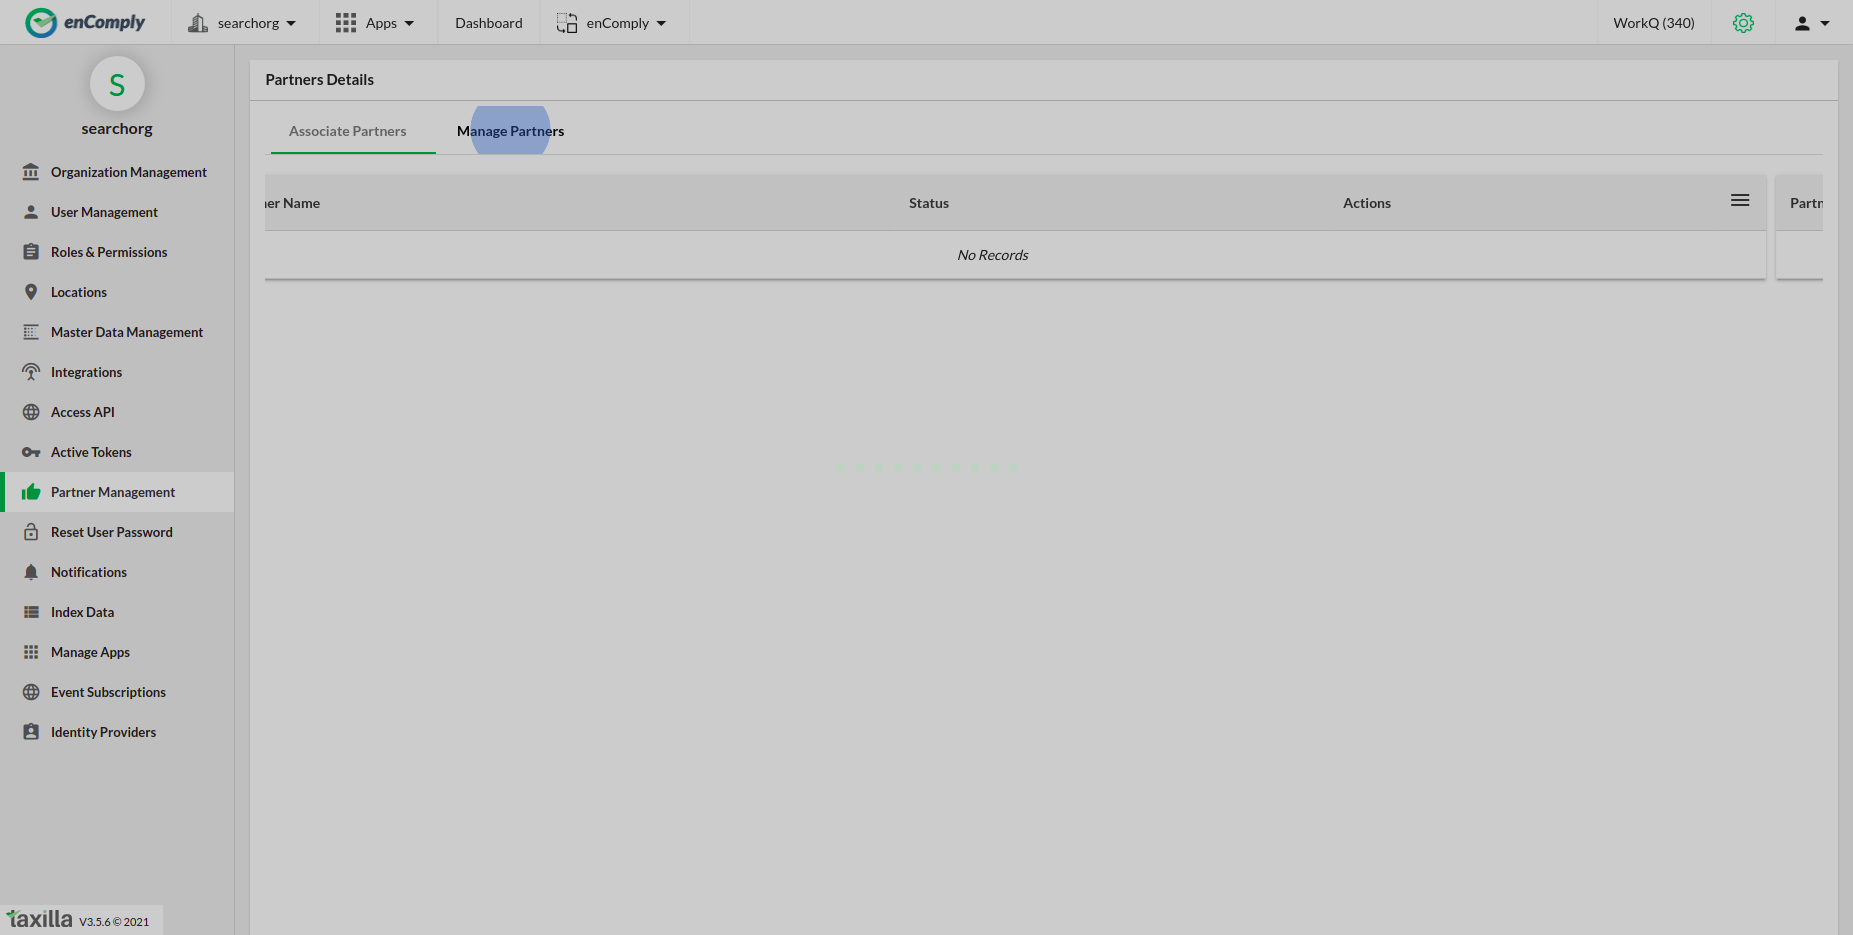 enComply
searchorg
Apps
Dashboard
enComply
WorkQ (340)
S
searchorg
Organization Management
User Management
Roles & Permissions
Locations
Master Data Management
Integrations
Access API
Active Tokens
Partner Management
Reset User Password
Notifications
Index Data
Manage Apps
Event Subscriptions
Identity Providers
taxilla V3.5.6 © 2021
Partners Details
Associate Partners
Manage Partners
ner Name
Status
Actions
Partn
No Records